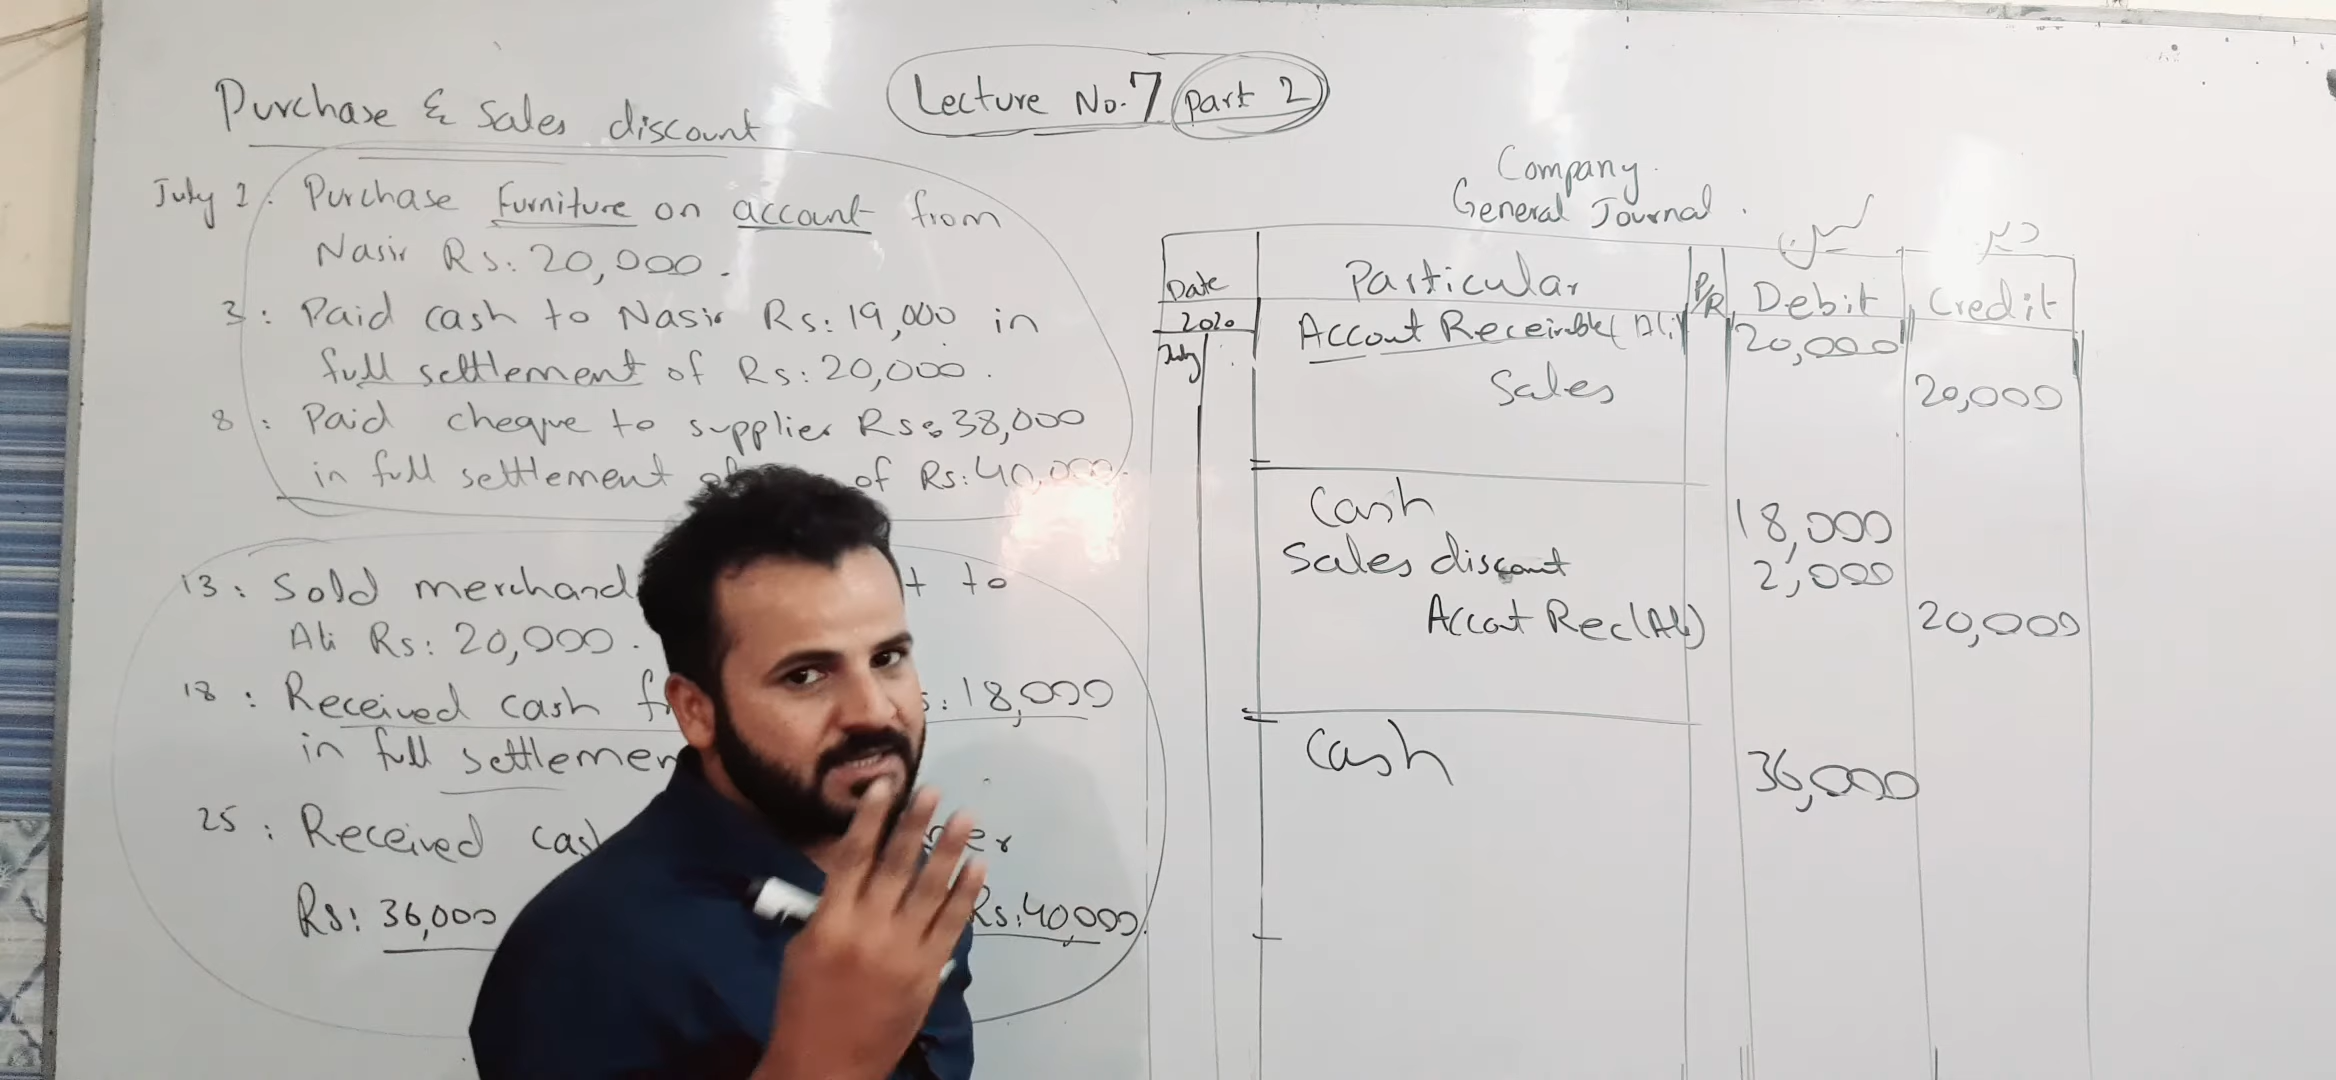 Lecture No.7 part 2
Purchase & Sales discount
July 1: Purchase Furniture on account from
Nasir Rs: 20,000.
3: Paid cash to Nasir Rs: 19,000 in
full settlement of Rs: 20,000.
8: Paid cheque to supplier Rs: 38,000
in full settlement of Rs: 40,000.
13: Sold to
Ali Rs: 20,000.
18: Received cash 18,000
in full
25: Received
Rs: 36,000 Rs: 40,000.
Company.
General Journal.
Date Particular P/R Debit Credit
2020 Account Receivable (Ali) 20,000
July Sales 20,000
Cash 18,000
Sales discount 2,000
Accout Rec(Ali) 20,000
Cash 36,000